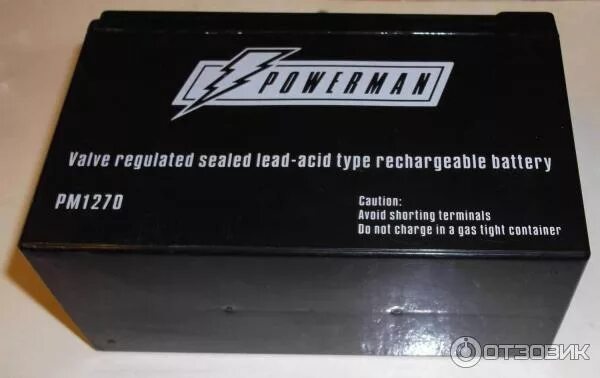 POWERMAN
Valve regulated sealed lead-acid type rechargeable battery
PM1270
Caution:
Avoid shorting terminals
Do not charge in a gas tight container
ОТЗОВИК